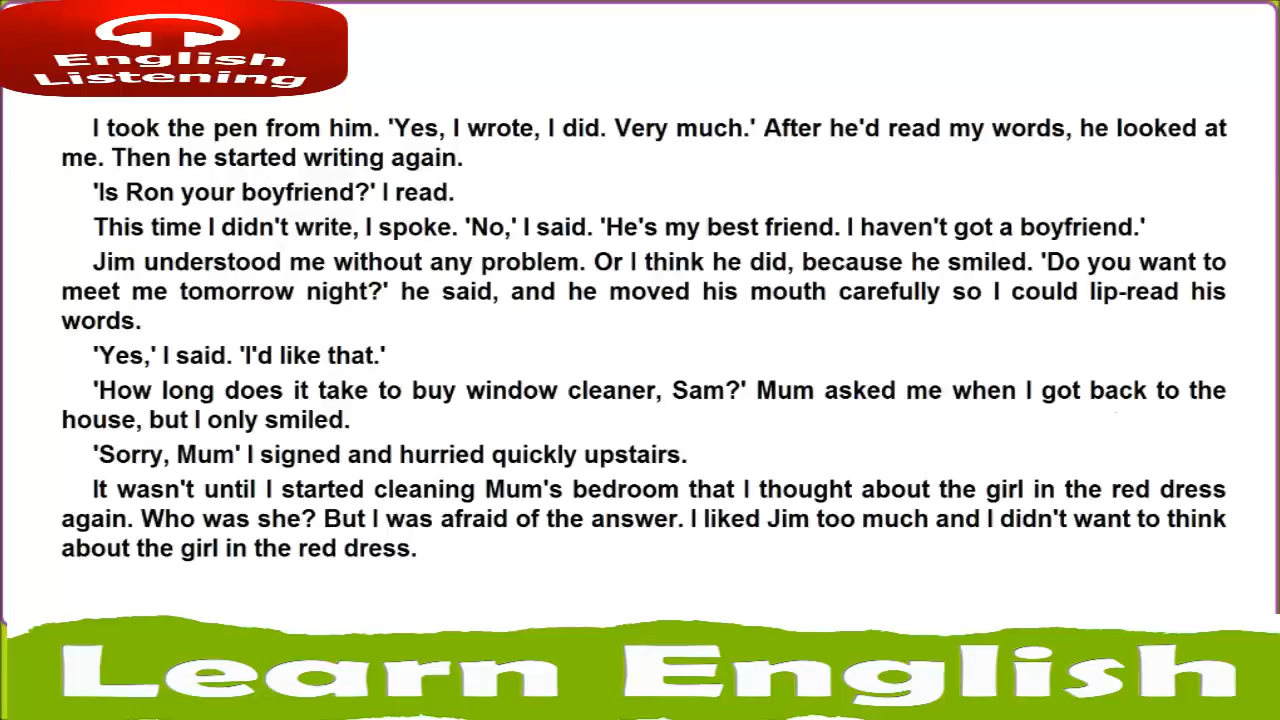 English
Listening
I took the pen from him. 'Yes, I wrote, I did. Very much.' After he'd read my words, he looked at
me. Then he started writing again.
'Is Ron your boyfriend?' I read.
This time I didn't write, I spoke. 'No,' I said. 'He's my best friend. I haven't got a boyfriend.'
Jim understood me without any problem. Or I think he did, because he smiled. 'Do you want to
meet me tomorrow night?' he said, and he moved his mouth carefully so I could lip-read his
words.
'Yes,' I said. 'I'd like that.'
'How long does it take to buy window cleaner, Sam?' Mum asked me when I got back to the
house, but I only smiled.
'Sorry, Mum' I signed and hurried quickly upstairs.
It wasn't until I started cleaning Mum's bedroom that I thought about the girl in the red dress
again. Who was she? But I was afraid of the answer. I liked Jim too much and I didn't want to think
about the girl in the red dress.
Learn English